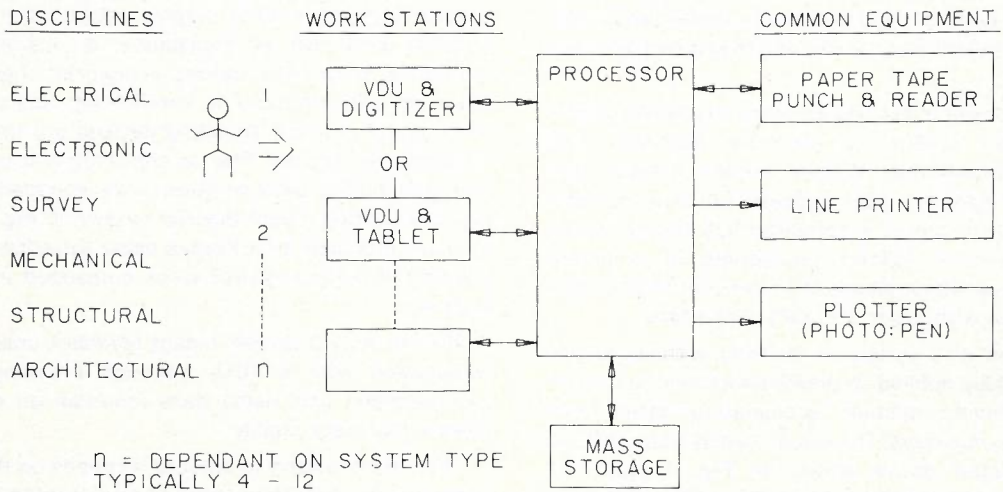 DISCIPLINES
ELECTRICAL
ELECTRONIC
SURVEY
MECHANICAL
STRUCTURAL
ARCHITECTURAL
1
2
n
WORK STATIONS
VDU &
DIGITIZER
OR
VDU &
TABLET
PROCESSOR
MASS
STORAGE
COMMON EQUIPMENT
PAPER TAPE
PUNCH & READER
LINE PRINTER
PLOTTER
(PHOTO:PEN)
n = DEPENDANT ON SYSTEM TYPE
TYPICALLY 4 - 12